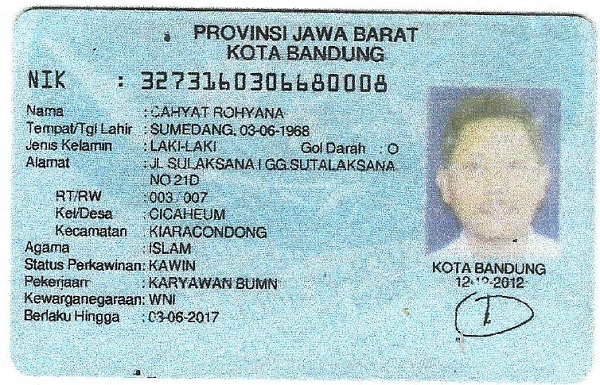 PROVINSI JAWA BARAT
KOTA BANDUNG
NIK : 3273160306680008
Nama : CAHYAT ROHYANA
Tempat/Tgl Lahir : SUMEDANG, 03-06-1968
Jenis Kelamin : LAKI-LAKI Gol Darah : O
Alamat : JL SULAKSANA I GG.SUTALAKSANA
NO 21D
RT/RW : 003 / 007
Kel/Desa : CICAHEUM
Kecamatan : KIARACONDONG
Agama : ISLAM
Status Perkawinan: KAWIN
Pekerjaan : KARYAWAN BUMN
Kewarganegaraan: WNI
Berlaku Hingga : 03-06-2017
KOTA BANDUNG
12-12-2012